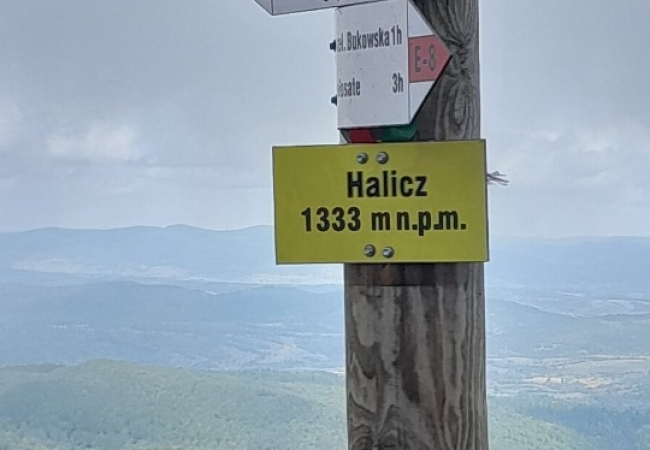 Bukowska 1h
E-8
3h
Halicz
1333 m n.p.m.